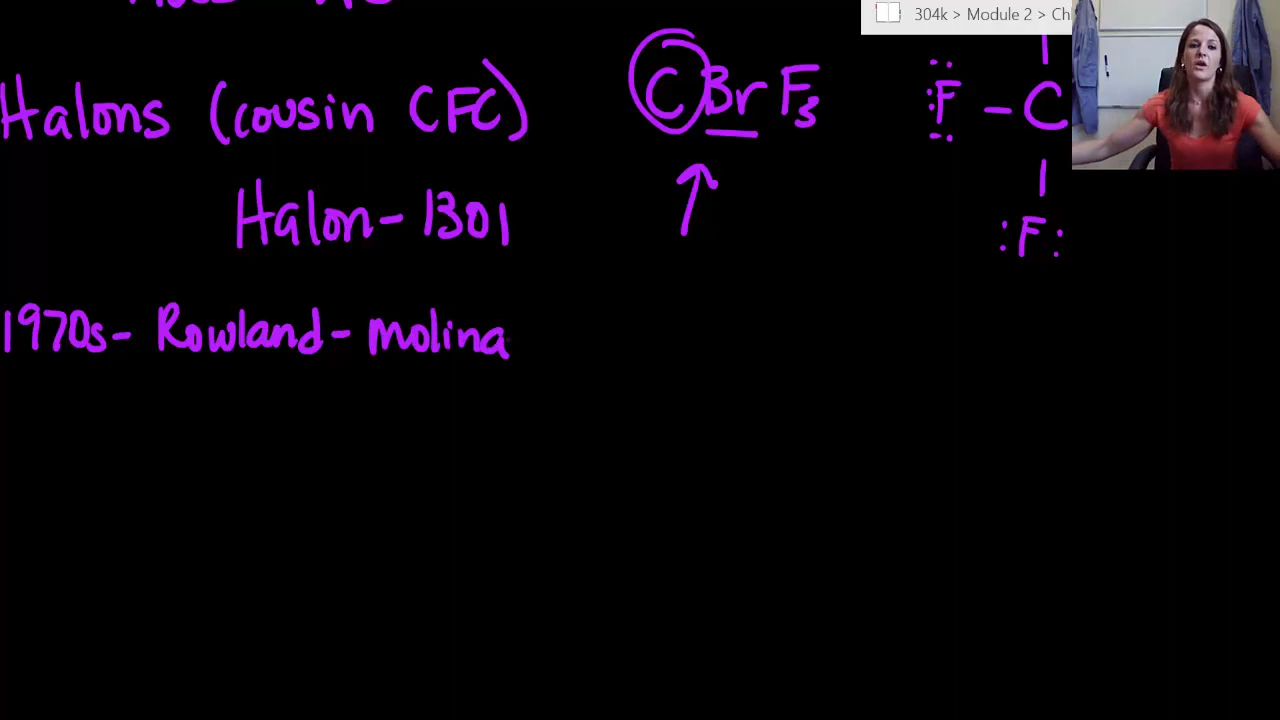 304k > Module 2 > Ch
Halons (cousin CFC) CBrF3
:F - C
Halon - 1301
:F:
1970s - Rowland - molina